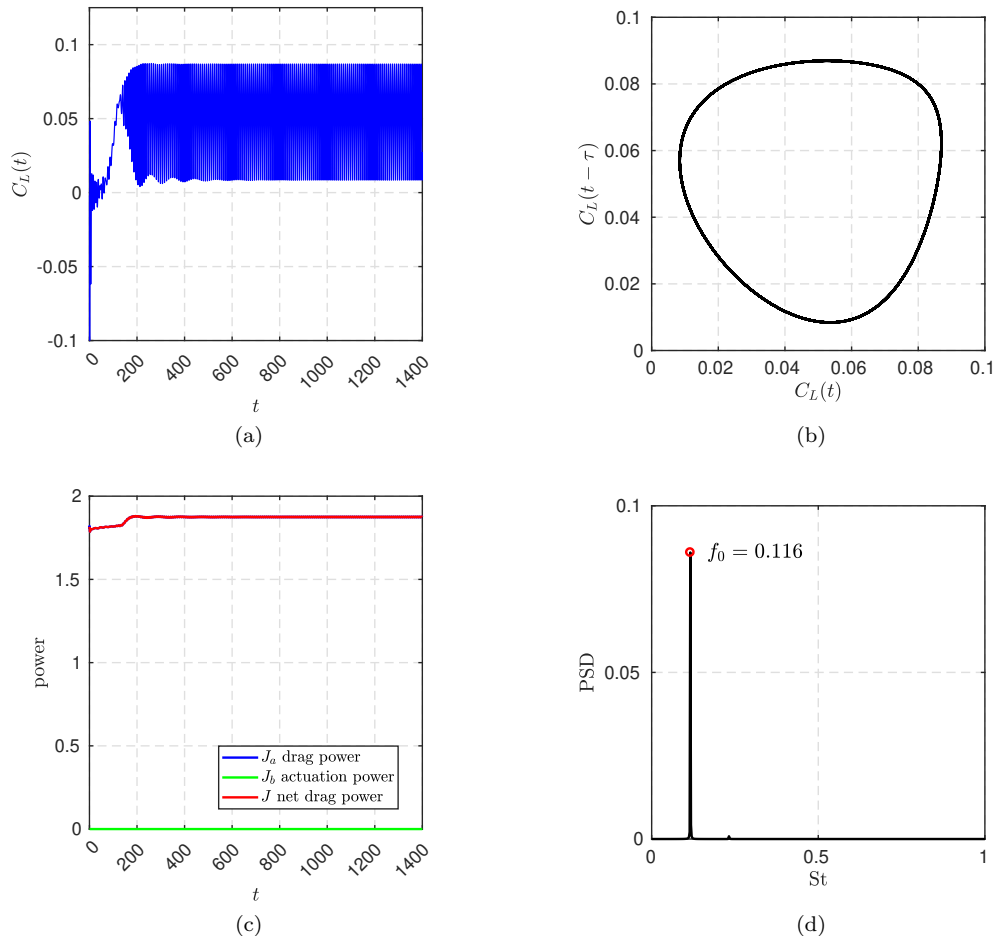 0.1
0.05
0
-0.05
-0.1
C_L(t)
0 200 400 600 800 1000 1200 1400
t
(a)
0.1
0.08
0.06
0.04
0.02
0
C_L(t − τ)
0 0.02 0.04 0.06 0.08 0.1
C_L(t)
(b)
2
1.5
1
0.5
0
power
J_a drag power
J_b actuation power
J net drag power
0 200 400 600 800 1000 1200 1400
t
(c)
0.1
0.05
0
PSD
f_0 = 0.116
0 0.5 1
St
(d)